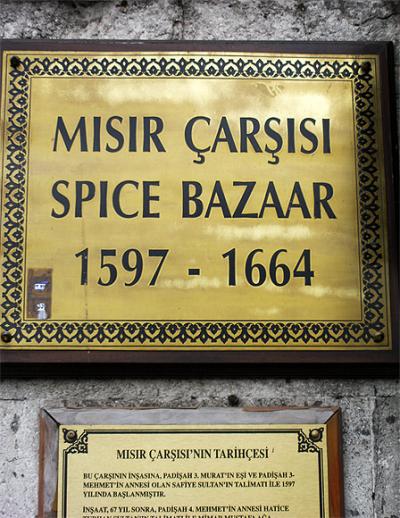 MISIR ÇARŞISI
SPICE BAZAAR
1597 - 1664
MISIR ÇARŞISI'NIN TARİHÇESİ
BU ÇARŞININ İNŞASINA, PADİŞAH 3. MURAT'IN EŞİ VE PADİŞAH 3-
MEHMET'İN ANNESİ OLAN SAFİYE SULTAN'IN TALİMATI İLE 1597
YILINDA BAŞLANMIŞTIR.
İNŞAAT, 67 YIL SONRA, PADİŞAH 4. MEHMET'İN ANNESİ HATİCE